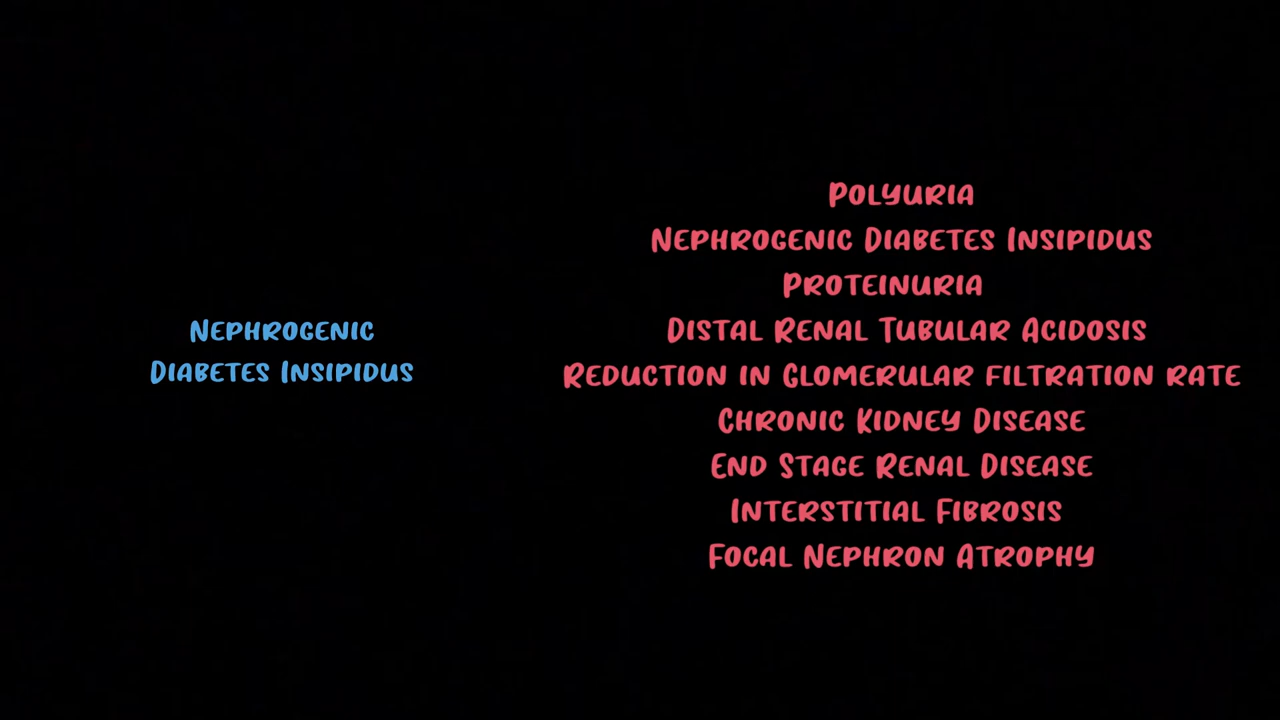 Nephrogenic
Diabetes Insipidus
Polyuria
Nephrogenic Diabetes Insipidus
Proteinuria
Distal Renal Tubular Acidosis
Reduction in Glomerular filtration rate
Chronic Kidney Disease
End Stage Renal Disease
Interstitial Fibrosis
Focal Nephron Atrophy